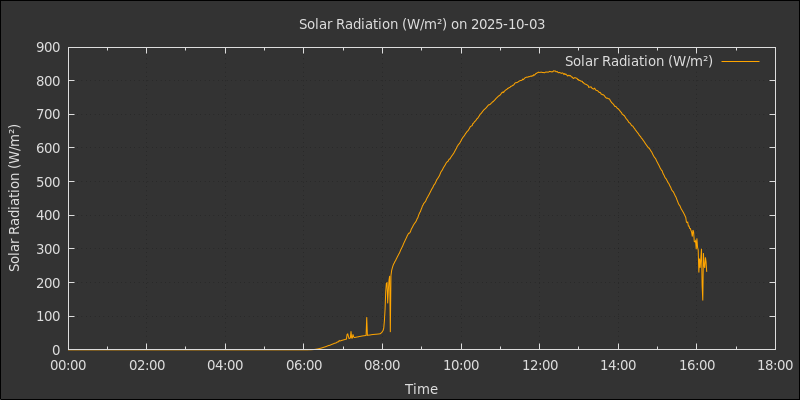 Solar Radiation (W/m²) on 2025-10-03
Solar Radiation (W/m²)
Solar Radiation (W/m²)
900
800
700
600
500
400
300
200
100
0
00:00 02:00 04:00 06:00 08:00 10:00 12:00 14:00 16:00 18:00
Time